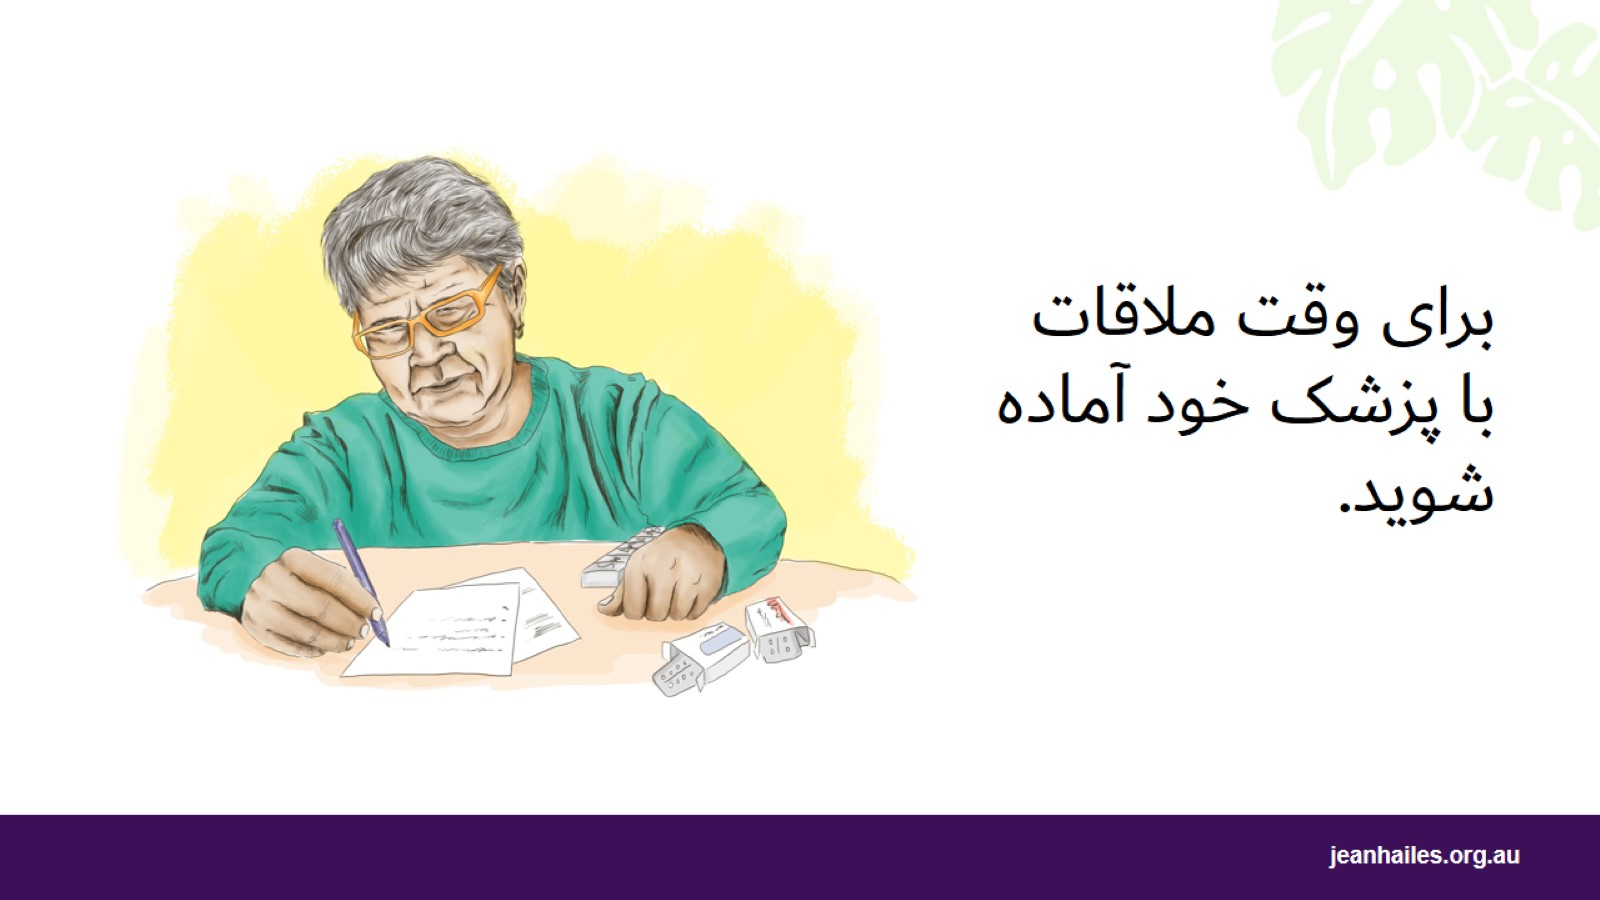 برای وقت ملاقات
با پزشک خود آماده
شوید.
jeanhailes.org.au